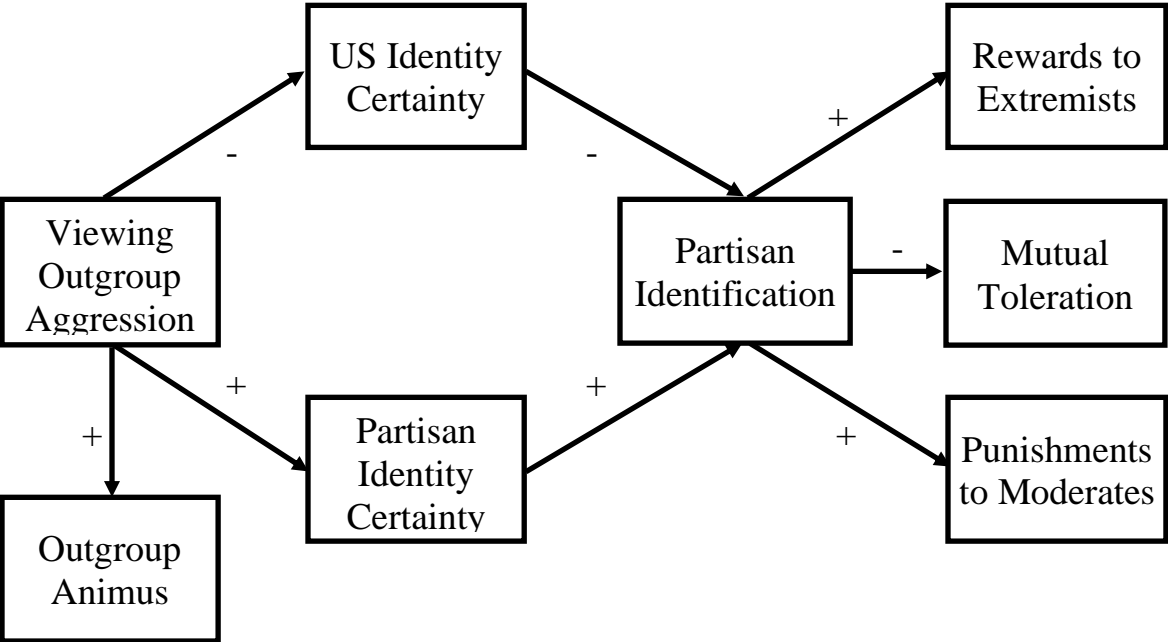 US Identity
Certainty
Rewards to
Extremists
+
-
-
Viewing
Outgroup
Aggression
Partisan
Identification
-
Mutual
Toleration
+
+
+
+
Partisan
Identity
Certainty
Punishments
to Moderates
Outgroup
Animus